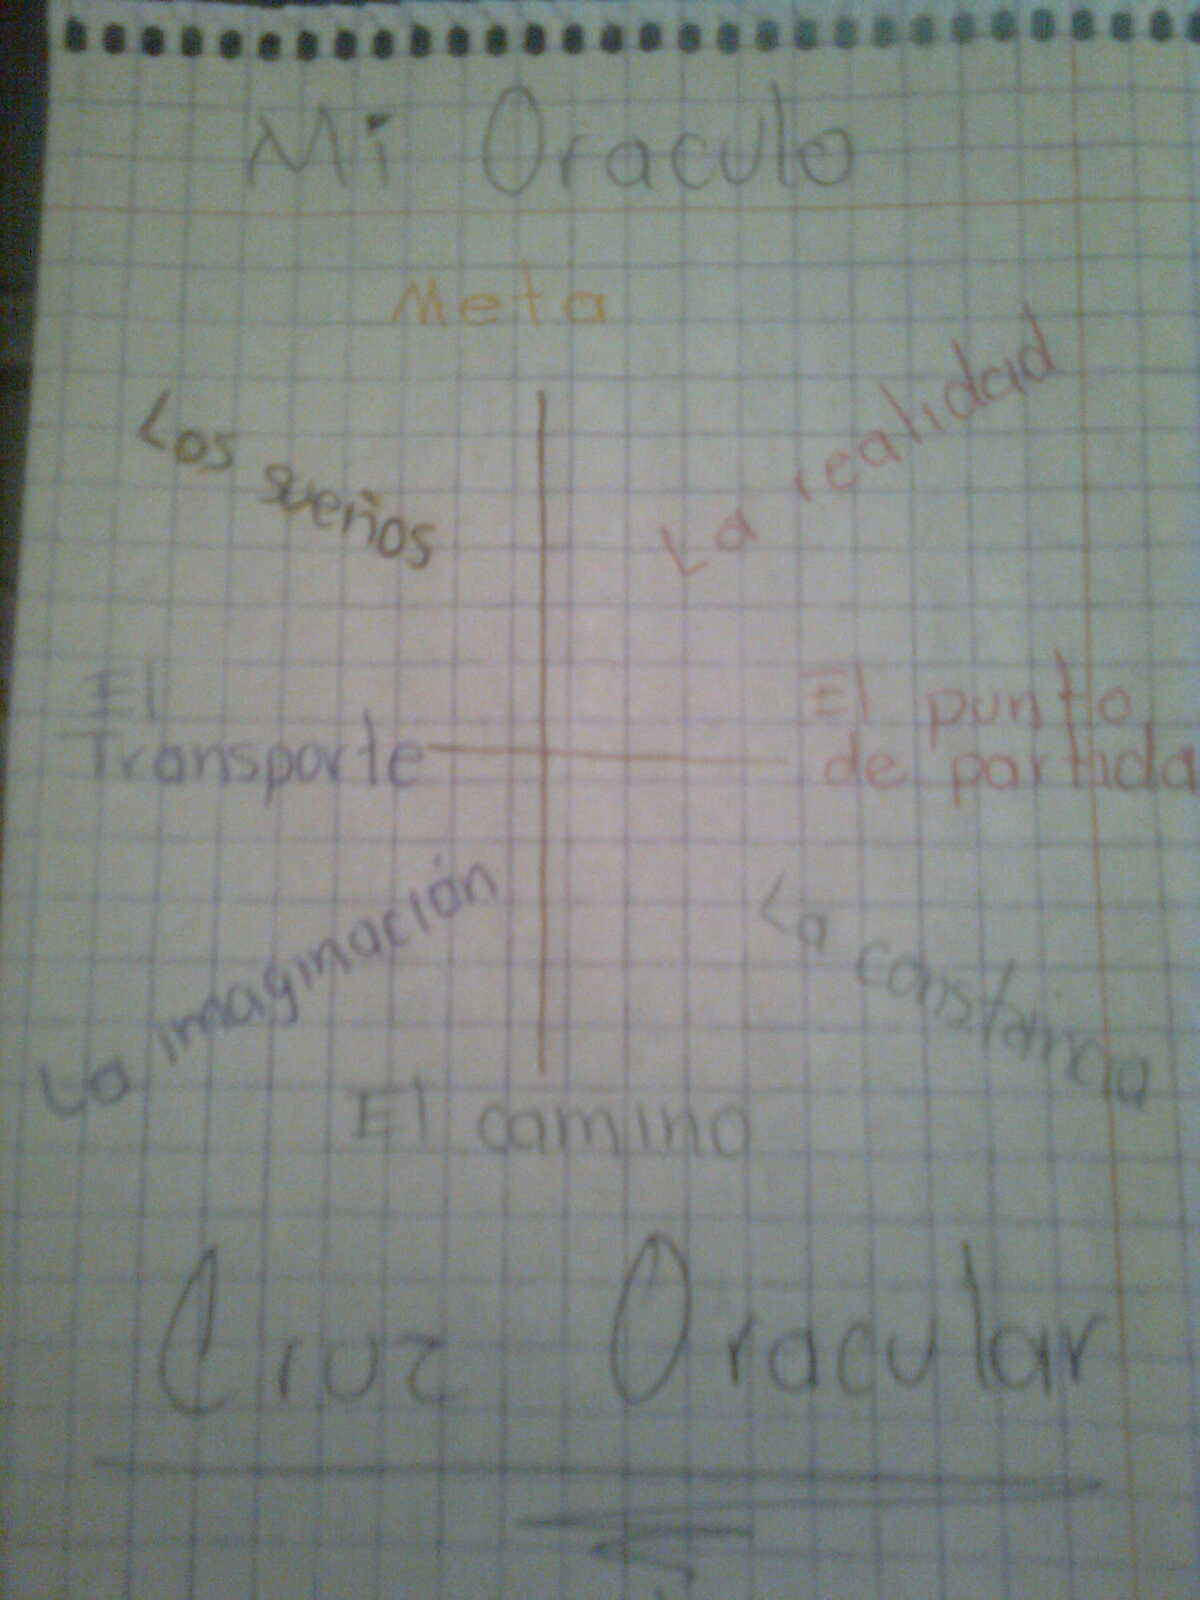 Mi Oraculo
Meta
Los sueños
La realidad
El
Transporte
El punto
de partida
La imaginación
La constancia
El camino
Cruz Oracular